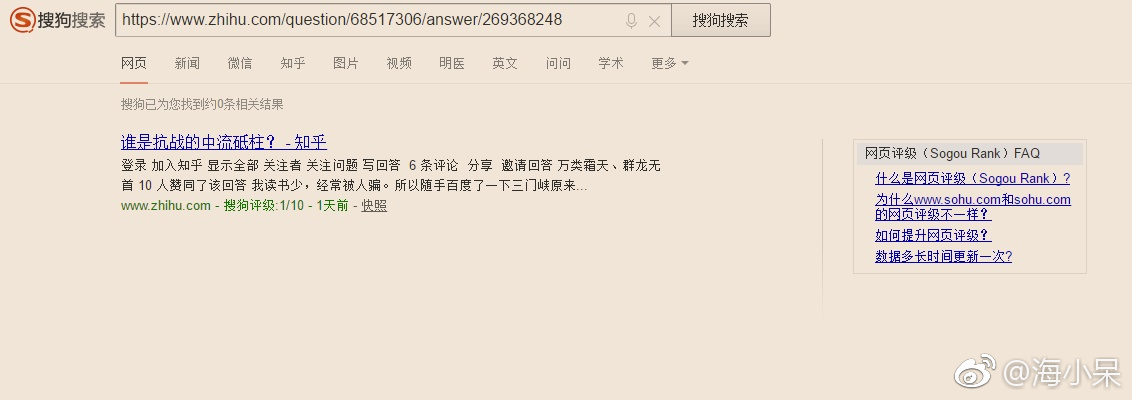 搜狗搜索
https://www.zhihu.com/question/68517306/answer/269368248
搜狗搜索
网页 新闻 微信 知乎 图片 视频 明医 英文 问问 学术 更多
搜狗已为您找到约0条相关结果
谁是抗战的中流砥柱？ - 知乎
登录 加入知乎 显示全部 关注者 关注问题 写回答 6 条评论 分享 邀请回答 万类霜天、群龙无
首 10 人赞同了该回答 我读书少，经常被人骗。所以随手百度了一下三门峡原来...
www.zhihu.com - 搜狗评级:1/10 - 1天前 - 快照
网页评级（Sogou Rank）FAQ
什么是网页评级（Sogou Rank）?
为什么www.sohu.com和sohu.com
的网页评级不一样？
如何提升网页评级？
数据多长时间更新一次?
@海小呆